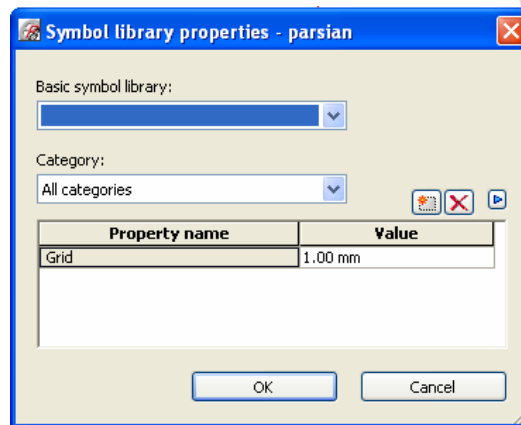 Symbol library properties - parsian
Basic symbol library:
Category:
All categories
Property name Value
Grid 1.00 mm
OK Cancel